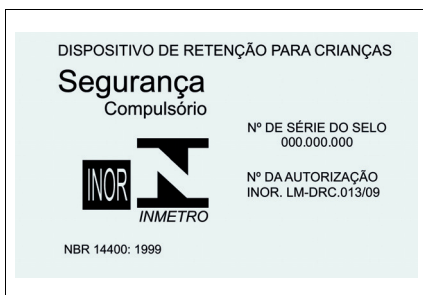 DISPOSITIVO DE RETENÇÃO PARA CRIANÇAS
Segurança
Compulsório
Nº DE SÉRIE DO SELO
000.000.000
Nº DA AUTORIZAÇÃO
INOR. LM-DRC.013/09
INOR
INMETRO
NBR 14400: 1999